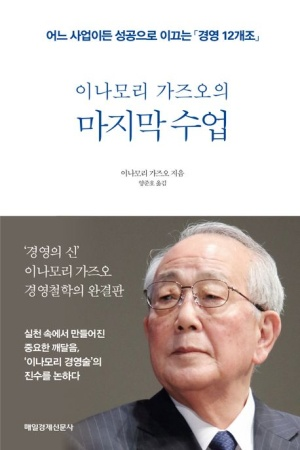 어느 사업이든 성공으로 이끄는 「경영 12개조」
이나모리 가즈오의
마지막 수업
이나모리 가즈오 지음
양준호 옮김
‘경영의 신’
이나모리 가즈오
경영철학의 완결판
실천 속에서 만들어진
중요한 깨달음,
‘이나모리 경영술’의
진수를 논하다
매일경제신문사